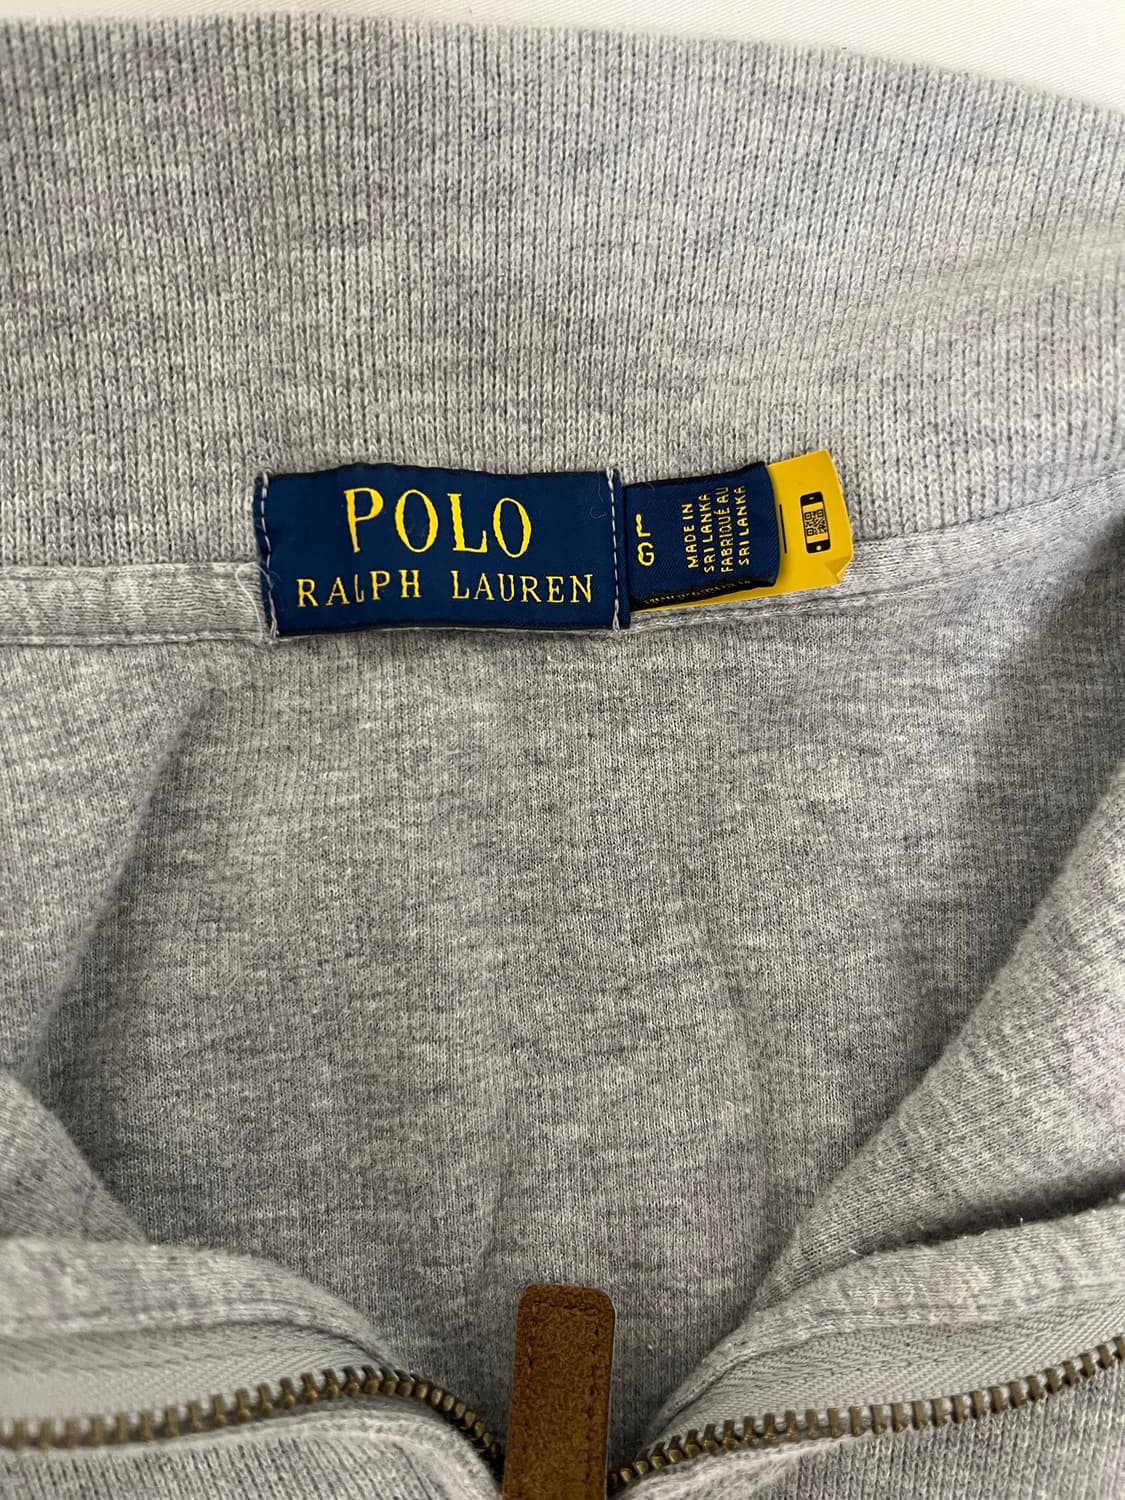 POLO
RALPH LAUREN
L
G
MADE IN
SRI LANKA
FABRIQUÉ AU
SRI LANKA